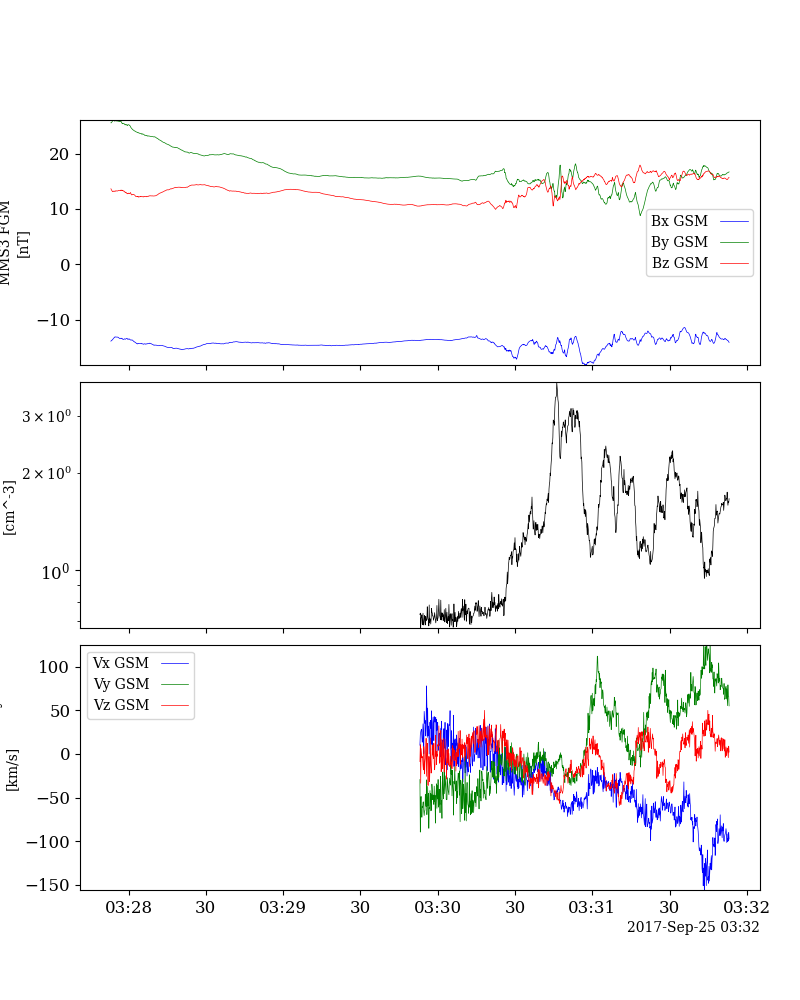 20
10
0
−10
MMS3 FGM
[nT]
Bx GSM
By GSM
Bz GSM
3 × 10⁰
2 × 10⁰
10⁰
[cm^-3]
Vx GSM
Vy GSM
Vz GSM
100
50
0
−50
−100
−150
[km/s]
03:28 30 03:29 30 03:30 30 03:31 30 03:32
2017-Sep-25 03:32